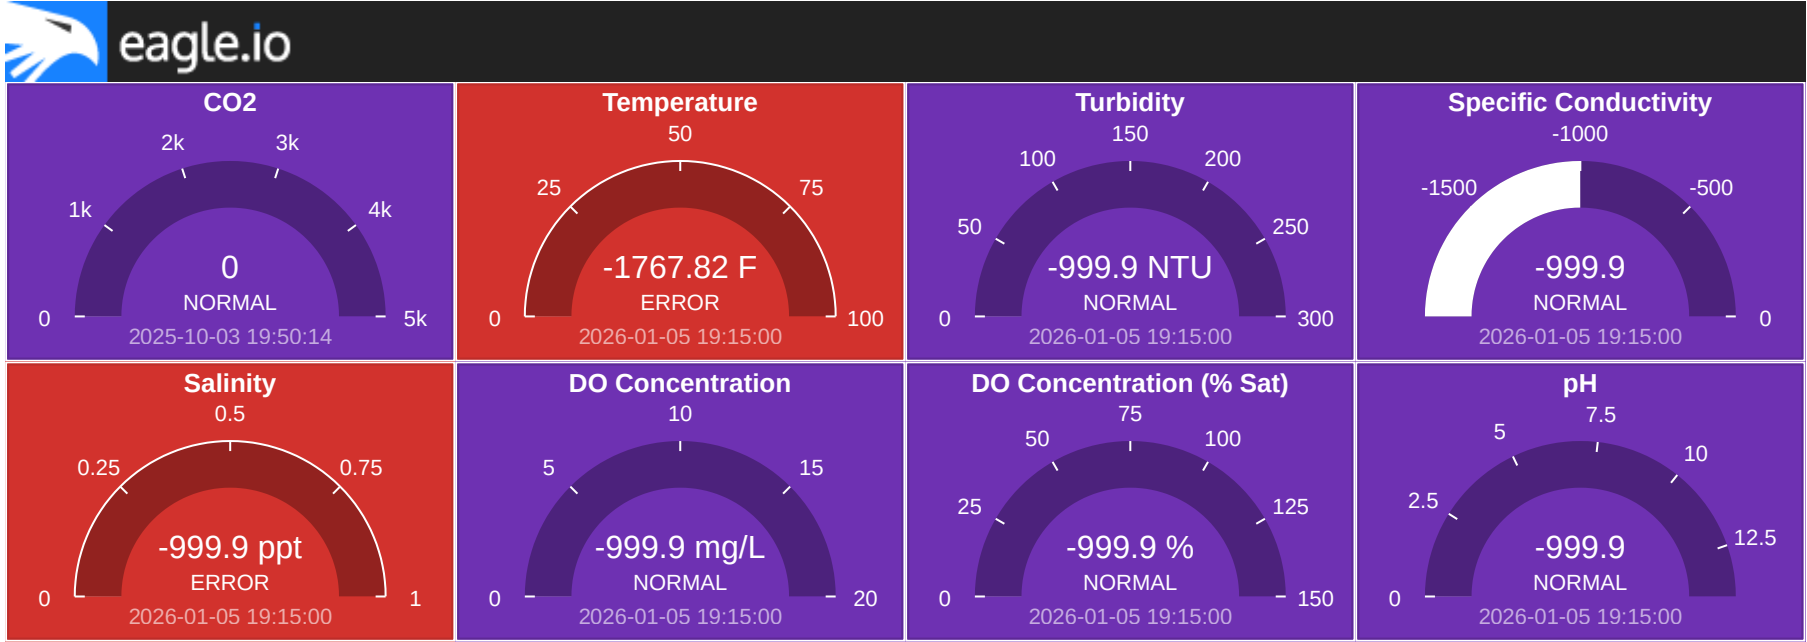 eagle.io
CO2
2k
3k
1k
4k
0
NORMAL
0
5k
2025-10-03 19:50:14
Temperature
50
25
75
-1767.82 F
ERROR
0
100
2026-01-05 19:15:00
Turbidity
150
100
200
50
250
-999.9 NTU
NORMAL
0
300
2026-01-05 19:15:00
Specific Conductivity
-1000
-1500
-500
-999.9
NORMAL
0
2026-01-05 19:15:00
Salinity
0.5
0.25
0.75
-999.9 ppt
ERROR
0
1
2026-01-05 19:15:00
DO Concentration
10
5
15
-999.9 mg/L
NORMAL
0
20
2026-01-05 19:15:00
DO Concentration (% Sat)
75
50
100
25
125
-999.9 %
NORMAL
0
150
2026-01-05 19:15:00
pH
7.5
5
10
2.5
12.5
-999.9
NORMAL
0
2026-01-05 19:15:00